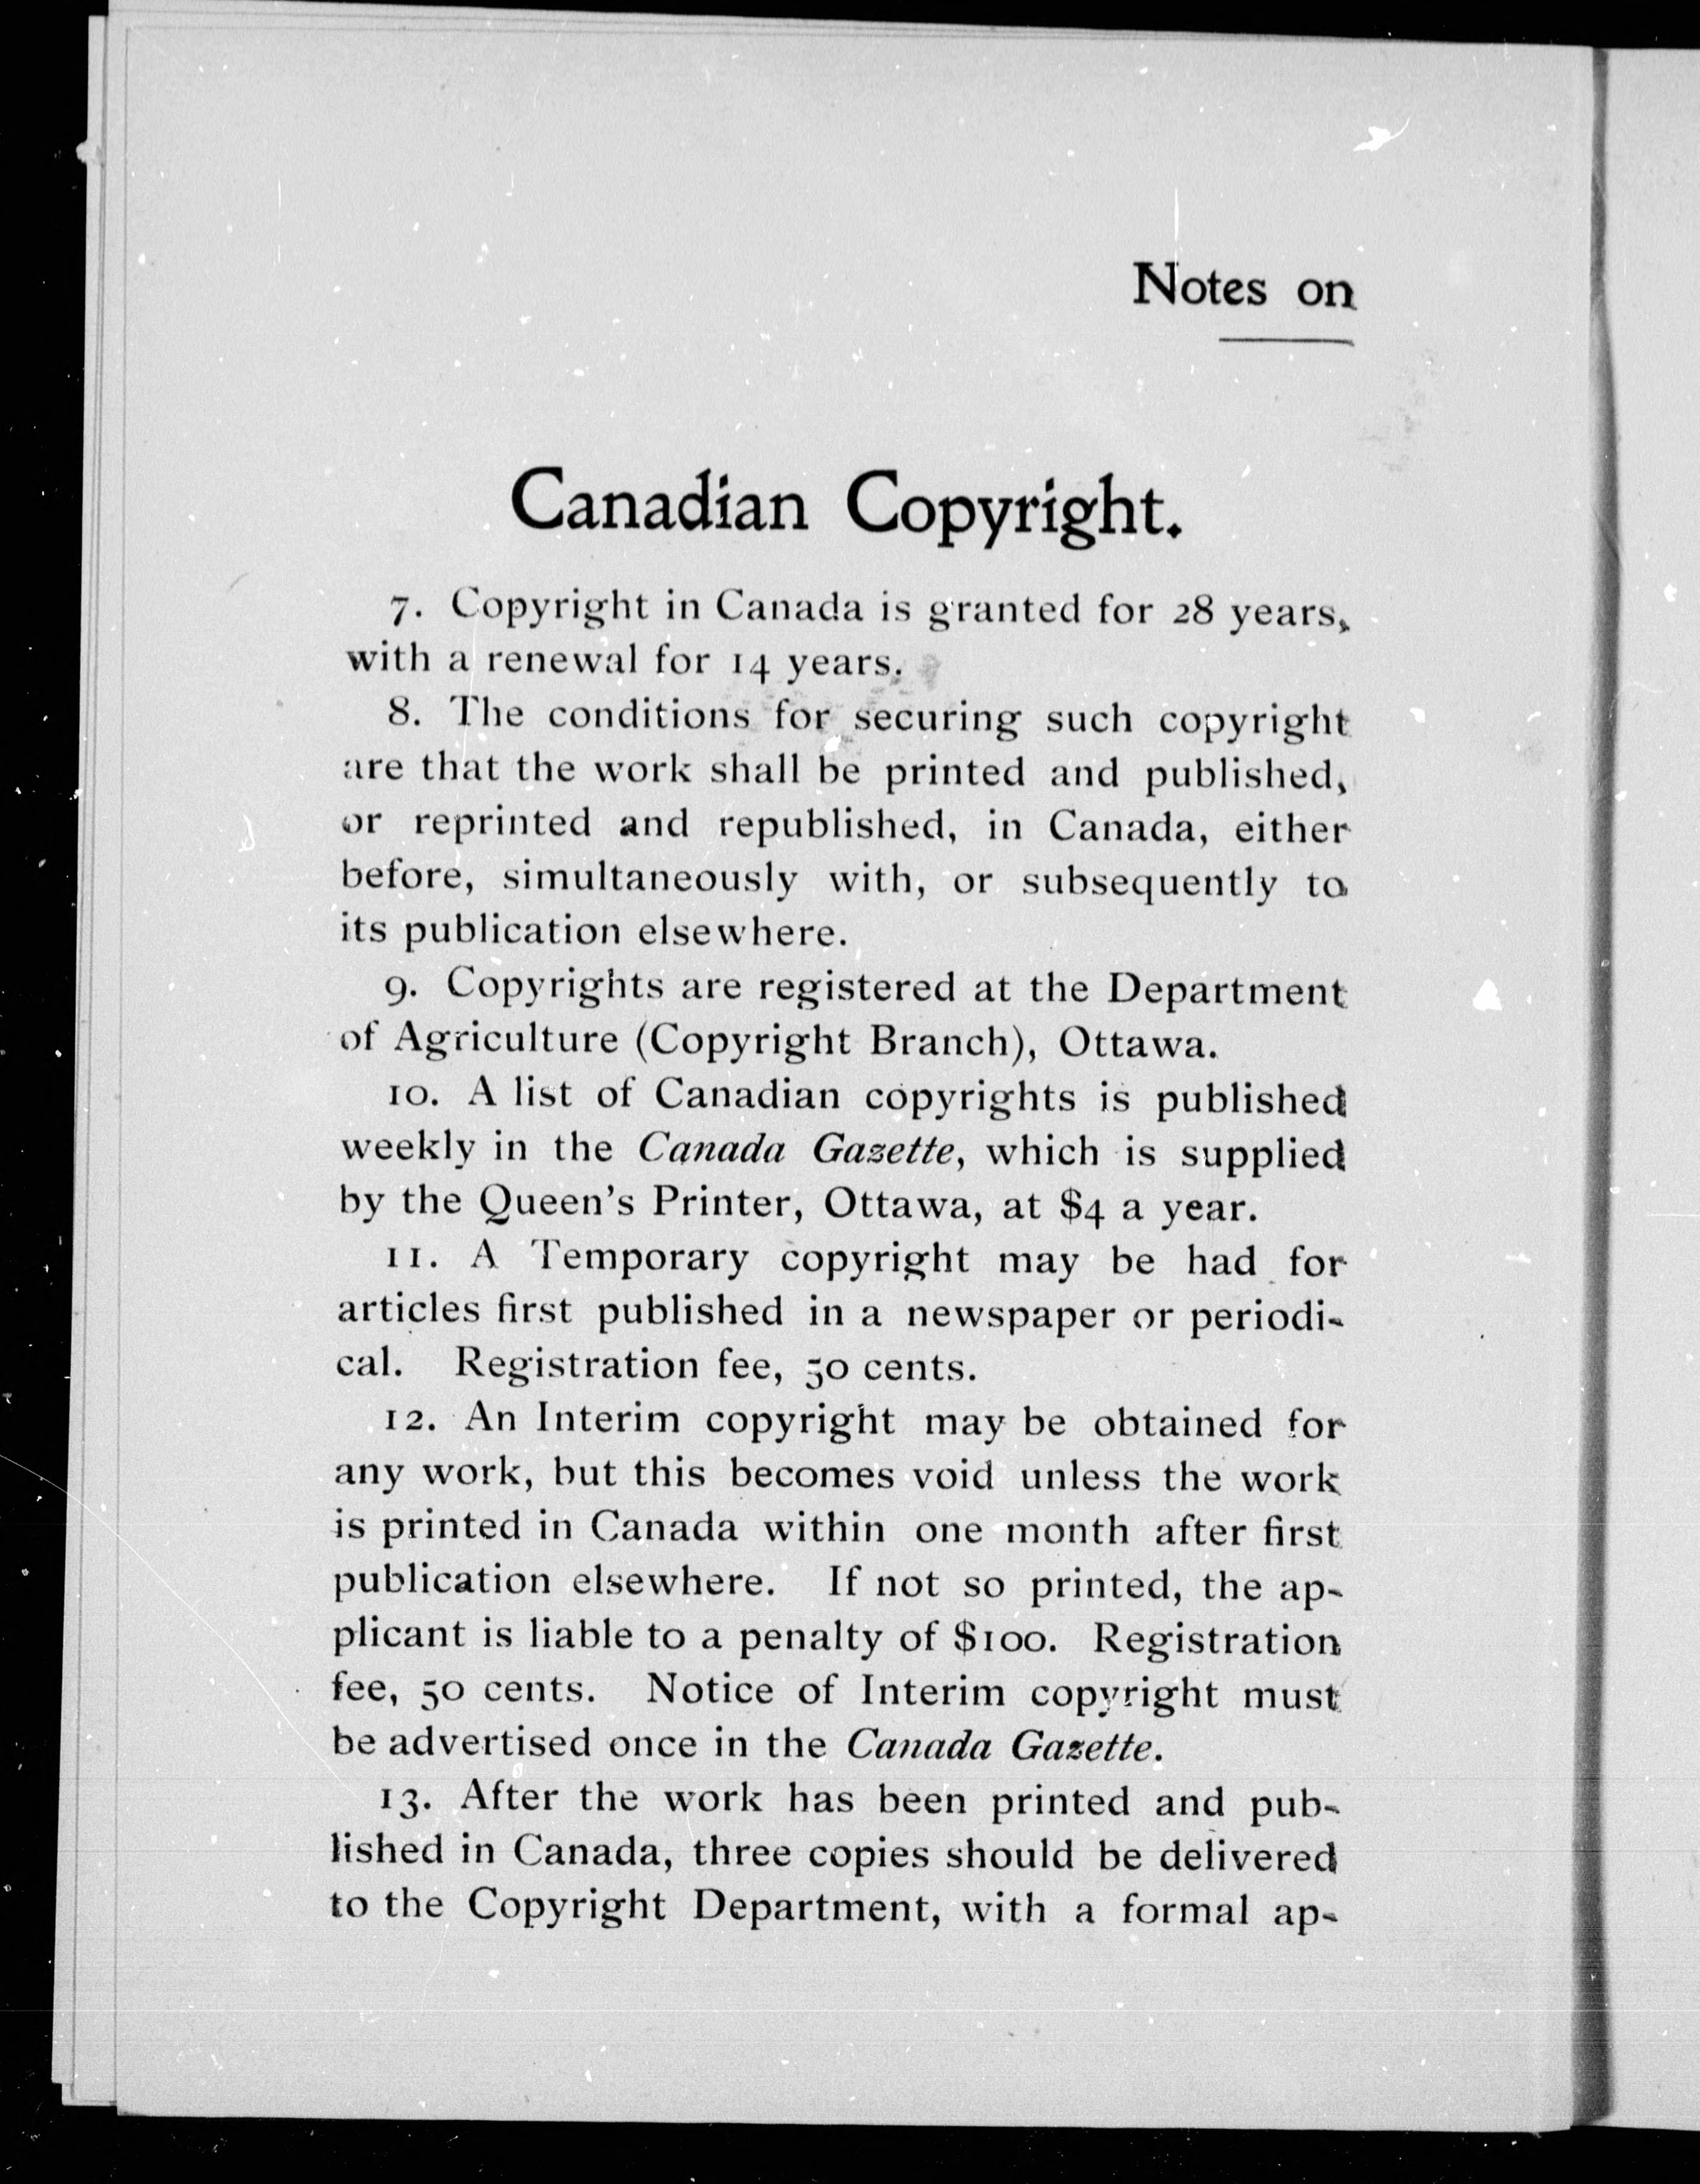 Notes on
Canadian Copyright.
7. Copyright in Canada is granted for 28 years,
with a renewal for 14 years.
8. The conditions for securing such copyright
are that the work shall be printed and published,
or reprinted and republished, in Canada, either
before, simultaneously with, or subsequently to
its publication elsewhere.
9. Copyrights are registered at the Department
of Agriculture (Copyright Branch), Ottawa.
10. A list of Canadian copyrights is published
weekly in the Canada Gazette, which is supplied
by the Queen's Printer, Ottawa, at $4 a year.
11. A Temporary copyright may be had for
articles first published in a newspaper or periodi-
cal. Registration fee, 50 cents.
12. An Interim copyright may be obtained for
any work, but this becomes void unless the work
is printed in Canada within one month after first
publication elsewhere. If not so printed, the ap-
plicant is liable to a penalty of $100. Registration
fee, 50 cents. Notice of Interim copyright must
be advertised once in the Canada Gazette.
13. After the work has been printed and pub-
lished in Canada, three copies should be delivered
to the Copyright Department, with a formal ap-